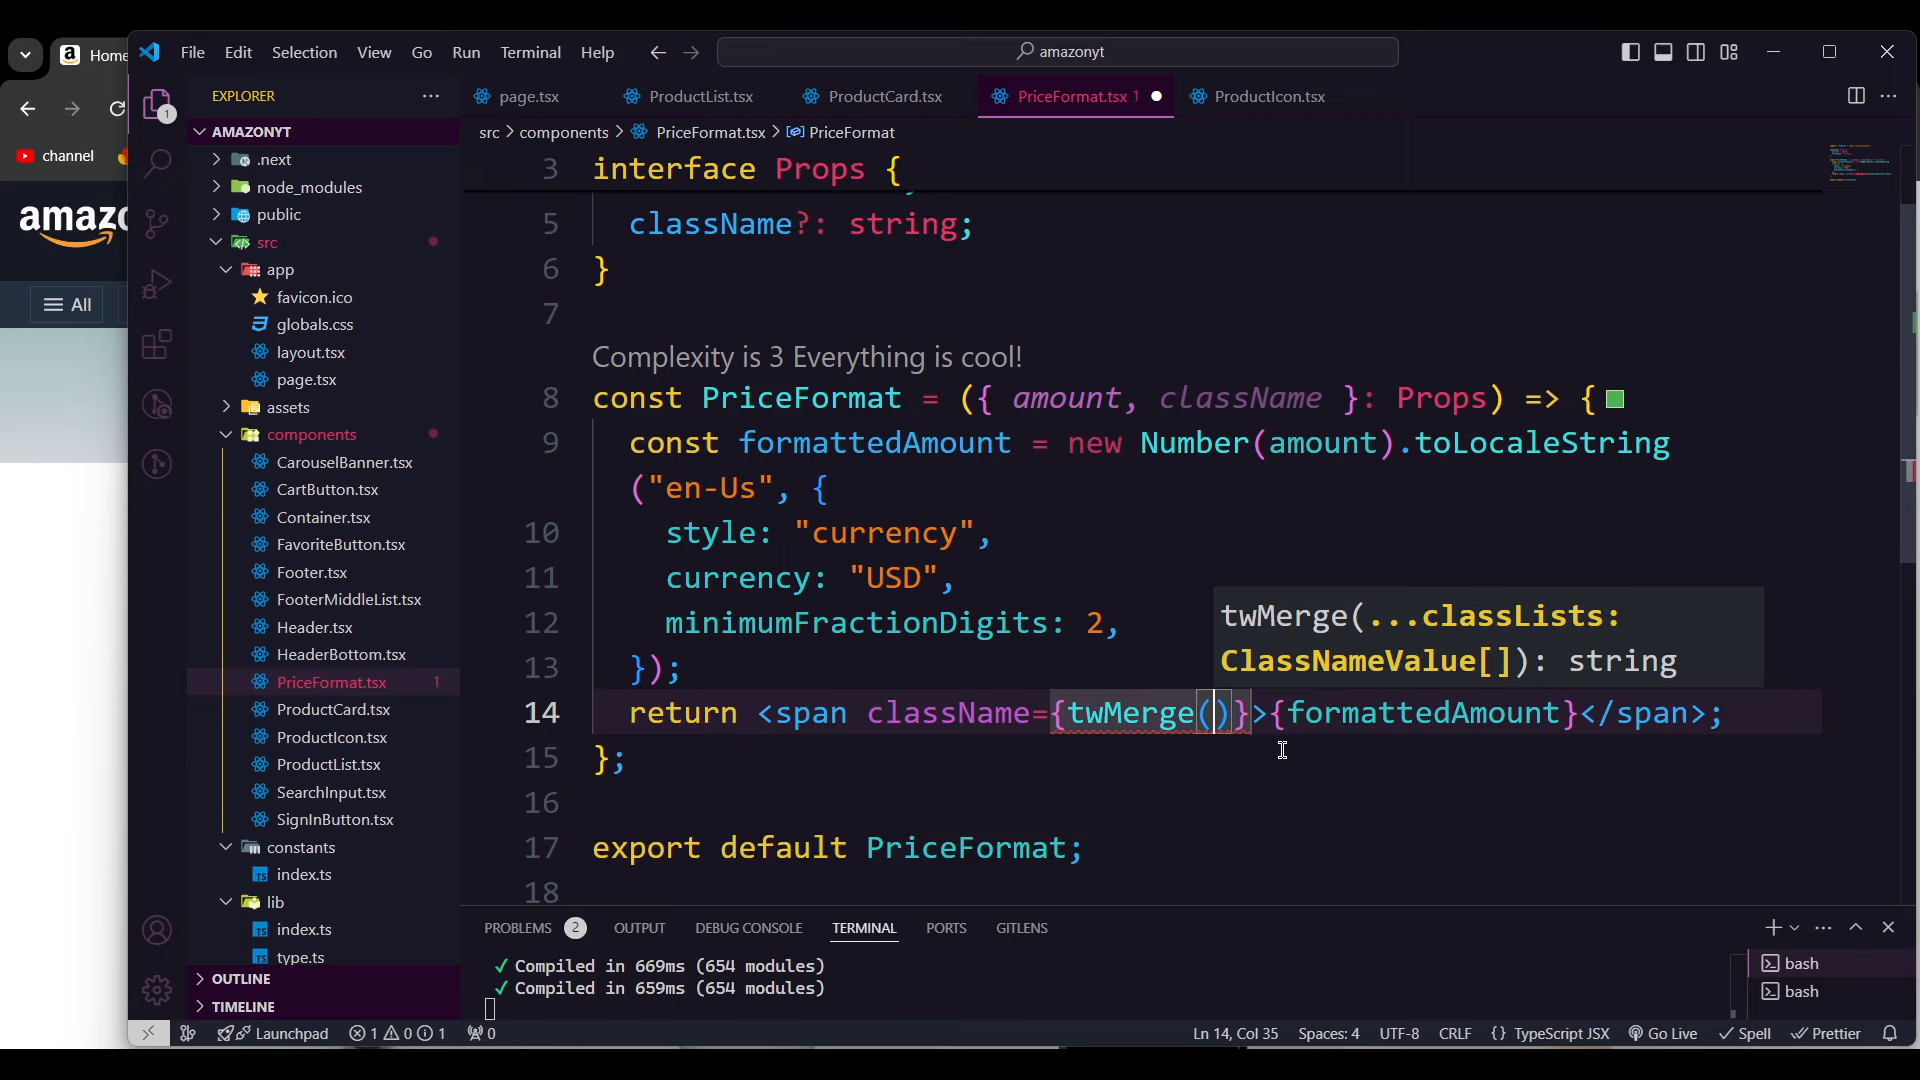 Home
File Edit Selection View Go Run Terminal Help
amazonyt
EXPLORER
page.tsx
ProductList.tsx
ProductCard.tsx
PriceFormat.tsx 1
ProductIcon.tsx
src > components > PriceFormat.tsx > PriceFormat
channel
amazo
All
1
AMAZONYT
.next
node_modules
public
src
app
favicon.ico
globals.css
layout.tsx
page.tsx
assets
components
CarouselBanner.tsx
CartButton.tsx
Container.tsx
FavoriteButton.tsx
Footer.tsx
FooterMiddleList.tsx
Header.tsx
HeaderBottom.tsx
PriceFormat.tsx 1
ProductCard.tsx
ProductIcon.tsx
ProductList.tsx
SearchInput.tsx
SignInButton.tsx
constants
index.ts
lib
index.ts
type.ts
OUTLINE
TIMELINE
3 interface Props {
5 className?: string;
6 }
7
Complexity is 3 Everything is cool!
8 const PriceFormat = ({ amount, className }: Props) => {
9 const formattedAmount = new Number(amount).toLocaleString
("en-Us", {
10 style: "currency",
11 currency: "USD",
12 minimumFractionDigits: 2,
twMerge(...classLists:
ClassNameValue[]): string
13 });
14 return <span className={twMerge()}>{formattedAmount}</span>;
15 };
16
17 export default PriceFormat;
18
PROBLEMS 2 OUTPUT DEBUG CONSOLE TERMINAL PORTS GITLENS
✓ Compiled in 669ms (654 modules)
✓ Compiled in 659ms (654 modules)
bash
bash
Launchpad 1 0 1 0
Ln 14, Col 35 Spaces: 4 UTF-8 CRLF {} TypeScript JSX Go Live Spell Prettier